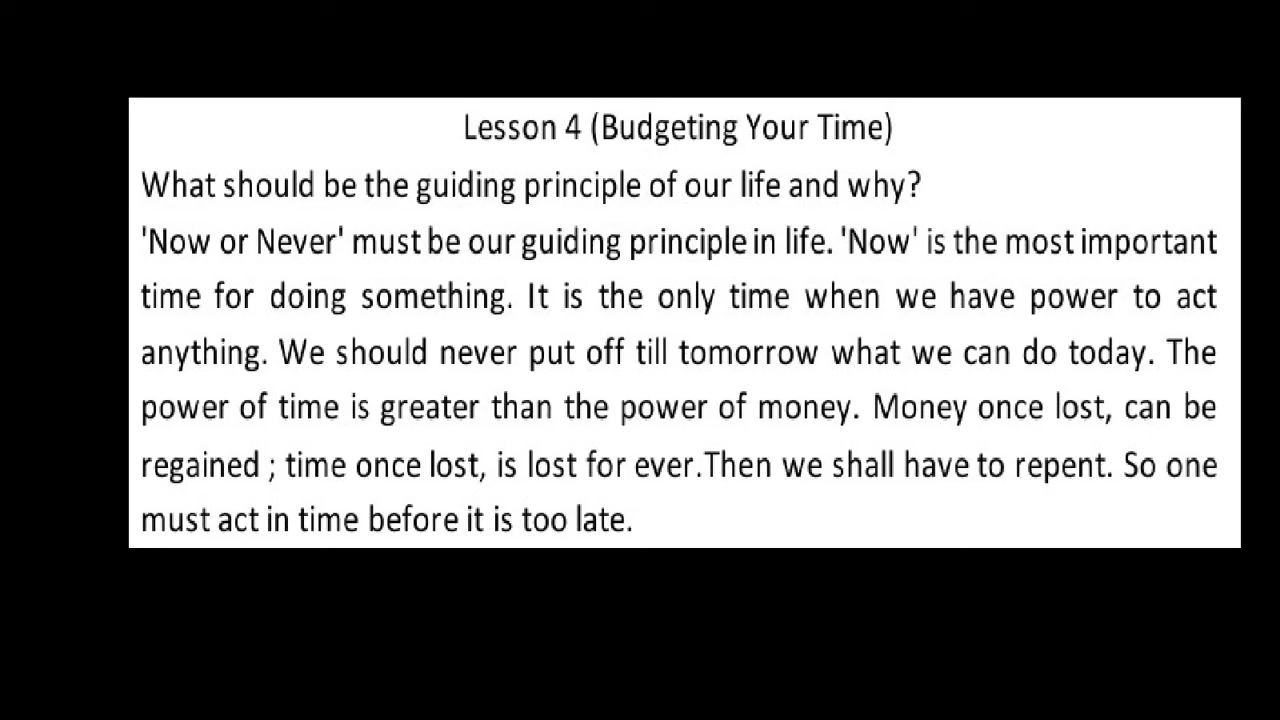 Lesson 4 (Budgeting Your Time)
What should be the guiding principle of our life and why?
'Now or Never' must be our guiding principle in life. 'Now' is the most important
time for doing something. It is the only time when we have power to act
anything. We should never put off till tomorrow what we can do today. The
power of time is greater than the power of money. Money once lost, can be
regained ; time once lost, is lost for ever.Then we shall have to repent. So one
must act in time before it is too late.